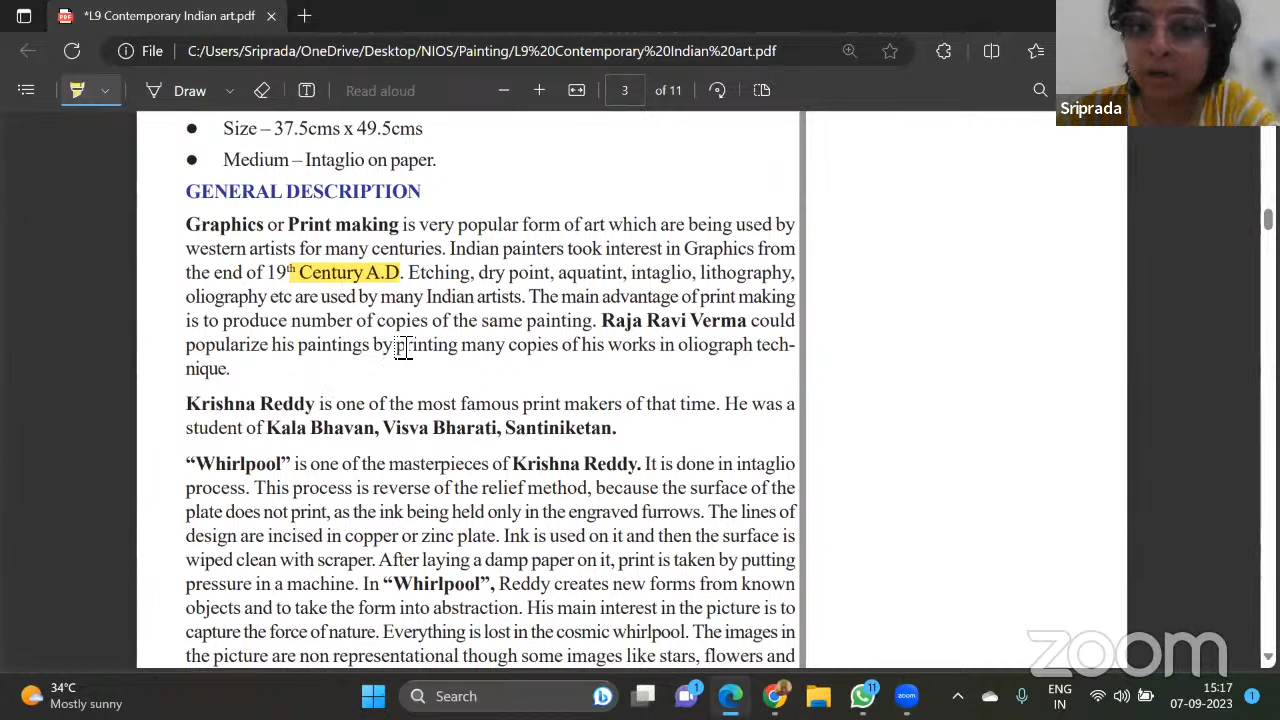 *L9 Contemporary Indian art.pdf
File
C:/Users/Sriprada/OneDrive/Desktop/NIOS/Painting/L9%20Contemporary%20Indian%20art.pdf
Draw
Read aloud
3
of 11
Sriprada
● Size – 37.5cms x 49.5cms
● Medium – Intaglio on paper.
GENERAL DESCRIPTION
Graphics or Print making is very popular form of art which are being used by
western artists for many centuries. Indian painters took interest in Graphics from
the end of 19th Century A.D. Etching, dry point, aquatint, intaglio, lithography,
oliography etc are used by many Indian artists. The main advantage of print making
is to produce number of copies of the same painting. Raja Ravi Verma could
popularize his paintings by printing many copies of his works in oliograph tech-
nique.
Krishna Reddy is one of the most famous print makers of that time. He was a
student of Kala Bhavan, Visva Bharati, Santiniketan.
“Whirlpool” is one of the masterpieces of Krishna Reddy. It is done in intaglio
process. This process is reverse of the relief method, because the surface of the
plate does not print, as the ink being held only in the engraved furrows. The lines of
design are incised in copper or zinc plate. Ink is used on it and then the surface is
wiped clean with scraper. After laying a damp paper on it, print is taken by putting
pressure in a machine. In “Whirlpool”, Reddy creates new forms from known
objects and to take the form into abstraction. His main interest in the picture is to
capture the force of nature. Everything is lost in the cosmic whirlpool. The images in
the picture are non representational though some images like stars, flowers and
zoom
34°C
Mostly sunny
Search
1
11
zoom
ENG
IN
15:17
07-09-2023
1